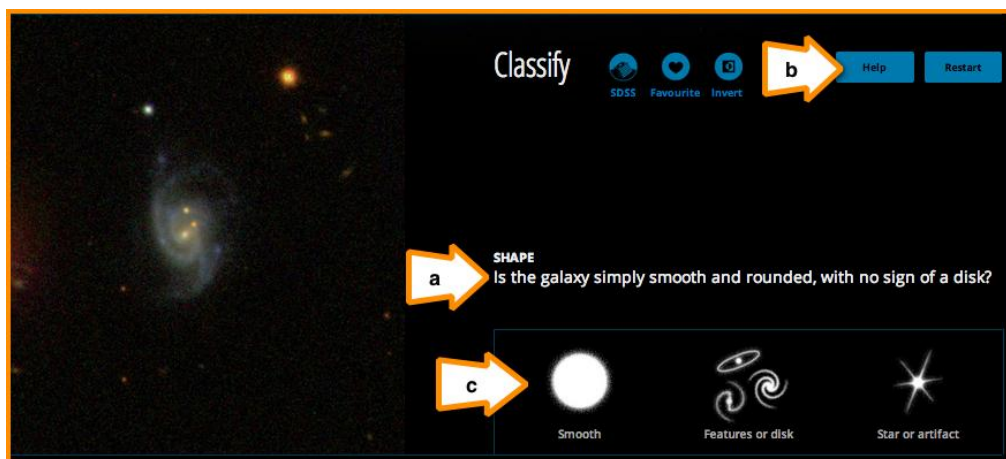 Classify
SDSS Favourite Invert
b
Help
Restart
SHAPE
a
Is the galaxy simply smooth and rounded, with no sign of a disk?
c
Smooth
Features or disk
Star or artifact